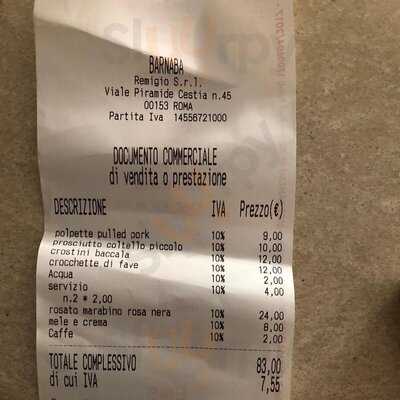 BARNABA
Remigio S.r.l.
Viale Piramide Cestia n.45
00153 ROMA
Partita Iva 14556721000
DOCUMENTO COMMERCIALE
di vendita o prestazione
DESCRIZIONE IVA Prezzo(€)
polpette pulled pork 10% 9,00
prosciutto coltello piccolo 10% 10,00
crostini baccala 10% 12,00
crocchette di fave 10% 12,00
Acqua 10% 2,00
servizio 10% 4,00
n.2 * 2,00
rosato marabino rosa nera 10% 24,00
mele e crema 10% 8,00
Caffe 10% 2,00
TOTALE COMPLESSIVO 83,00
di cui IVA 7,55